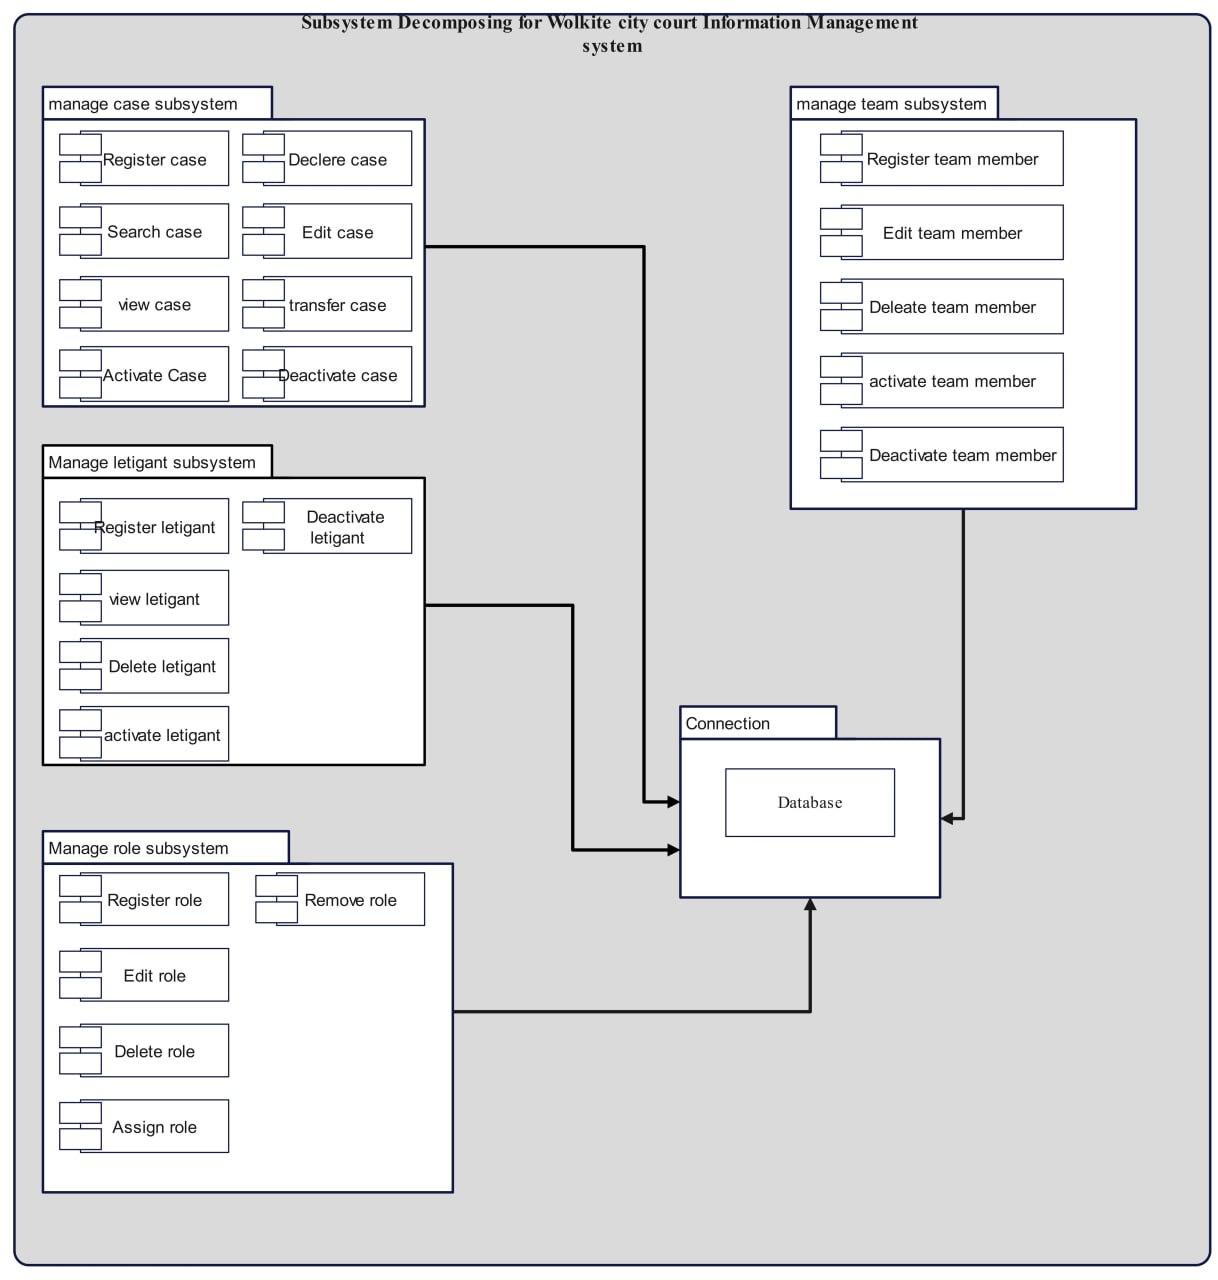 Subsystem Decomposing for Wolkite city court Information Management
system
manage case subsystem
Register case
Declere case
Search case
Edit case
view case
transfer case
Activate Case
Deactivate case
manage team subsystem
Register team member
Edit team member
Deleate team member
activate team member
Deactivate team member
Manage letigant subsystem
Register letigant
Deactivate
letigant
view letigant
Delete letigant
activate letigant
Connection
Database
Manage role subsystem
Register role
Remove role
Edit role
Delete role
Assign role